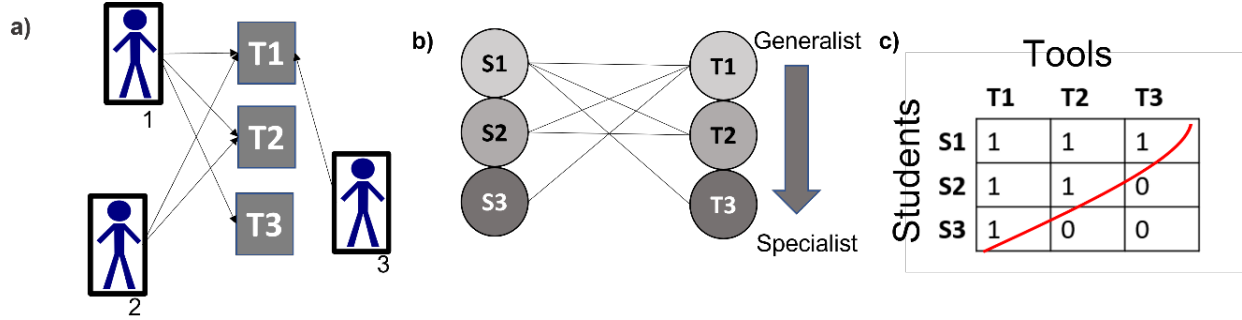 a)
T1
T2
T3
1
2
3
b)
S1
S2
S3
T1
T2
T3
Generalist
Specialist
c)
Tools
Students
T1 T2 T3
S1 1 1 1
S2 1 1 0
S3 1 0 0